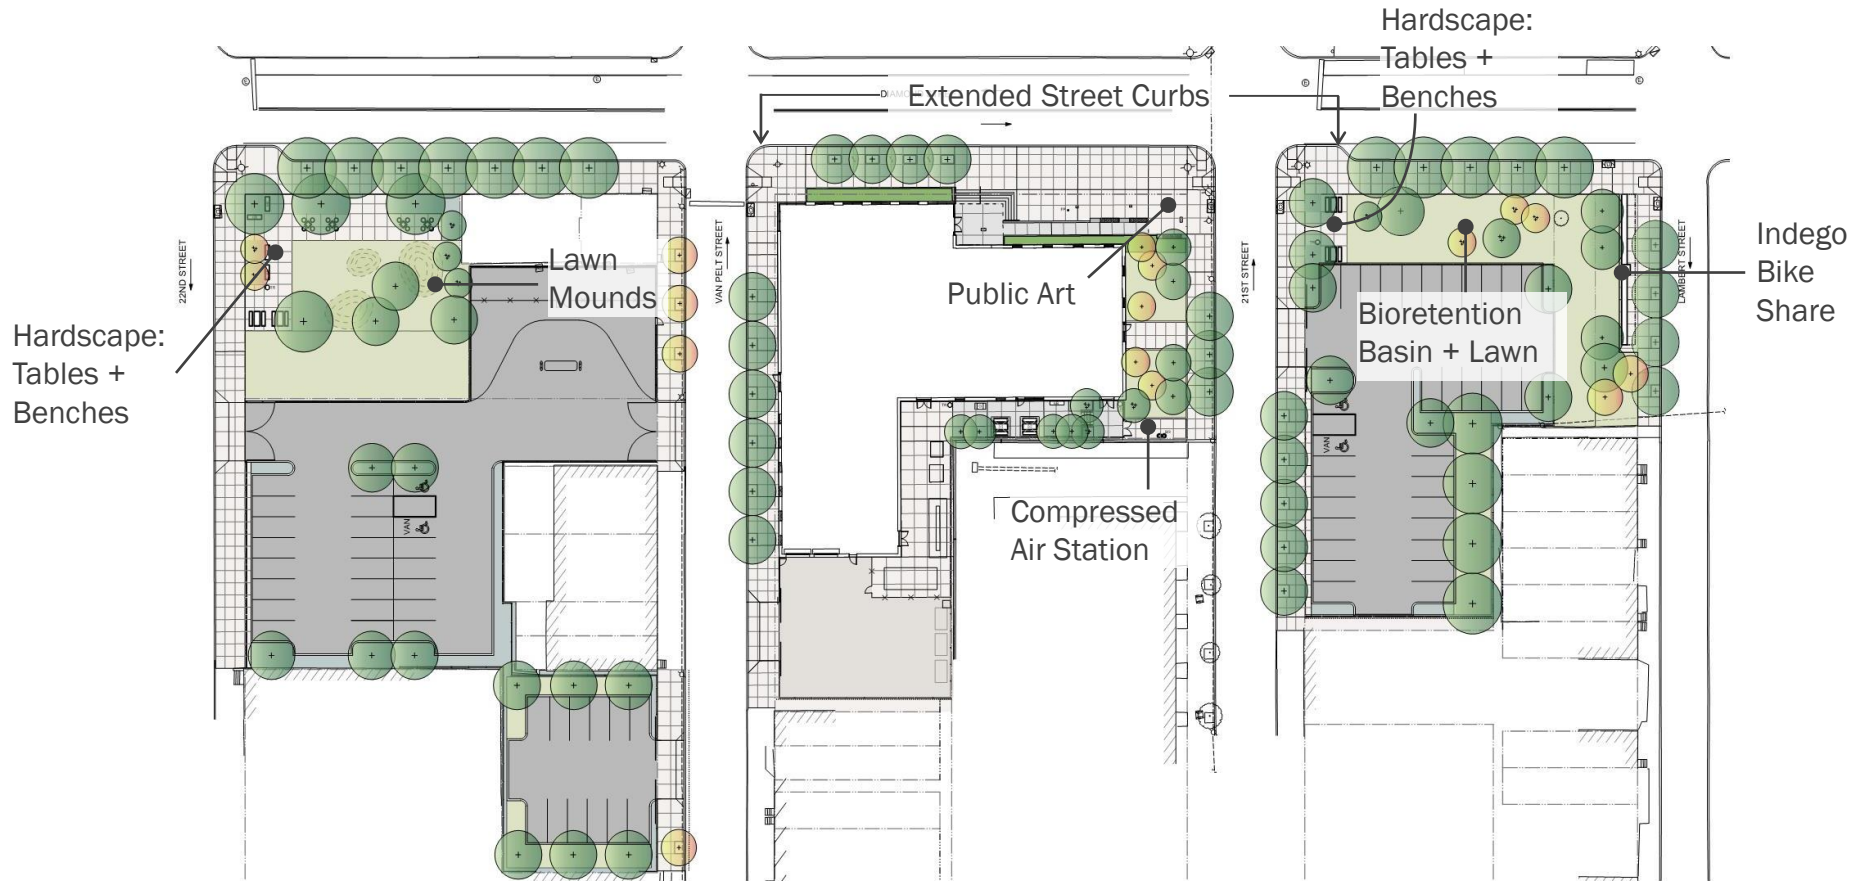 Hardscape:
Tables +
Benches
Extended Street Curbs
22ND STREET
VAN PELT STREET
21ST STREET
LAMBERT STREET
Lawn
Mounds
Public Art
Indego
Bike
Share
Bioretention
Basin + Lawn
Hardscape:
Tables +
Benches
VAN
VAN
Compressed
Air Station